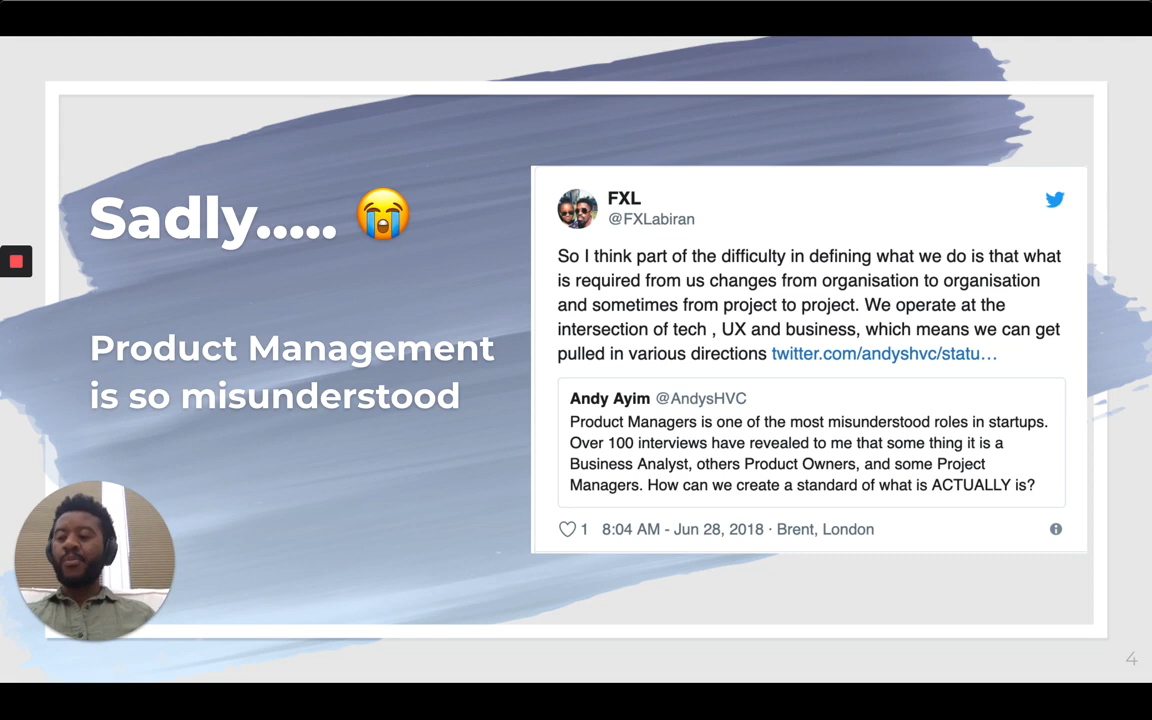 Sadly..... 😭
Product Management
is so misunderstood
FXL
@FXLabiran
So I think part of the difficulty in defining what we do is that what
is required from us changes from organisation to organisation
and sometimes from project to project. We operate at the
intersection of tech , UX and business, which means we can get
pulled in various directions twitter.com/andyshvc/statu…
Andy Ayim @AndysHVC
Product Managers is one of the most misunderstood roles in startups.
Over 100 interviews have revealed to me that some thing it is a
Business Analyst, others Product Owners, and some Project
Managers. How can we create a standard of what is ACTUALLY is?
1 8:04 AM - Jun 28, 2018 · Brent, London
4